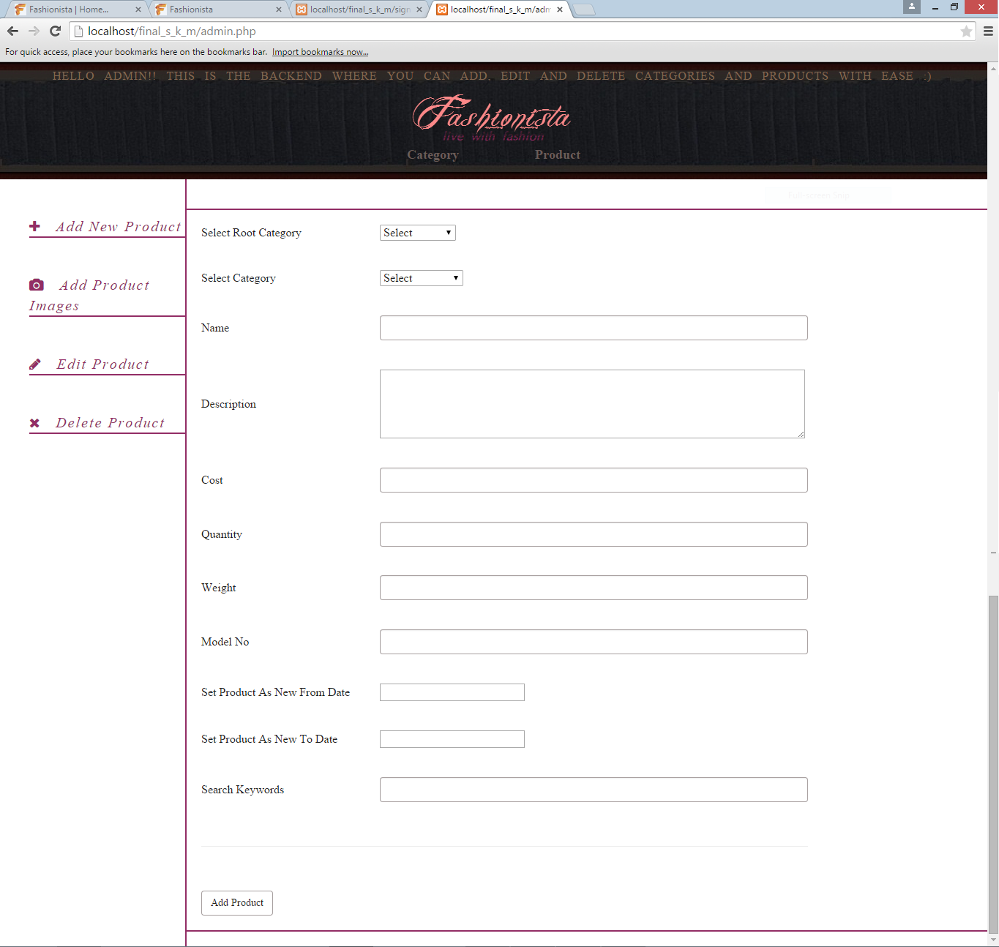 Fashionista | Home...
Fashionista
localhost/final_s_k_m/sign
localhost/final_s_k_m/adm
localhost/final_s_k_m/admin.php
For quick access, place your bookmarks here on the bookmarks bar. Import bookmarks now...
HELLO ADMIN!! THIS IS THE BACKEND WHERE YOU CAN ADD, EDIT AND DELETE CATEGORIES AND PRODUCTS WITH EASE :)
Fashionista
live with fashion
Category Product
Add New Product
Add Product
Images
Edit Product
Delete Product
Select Root Category Select
Select Category Select
Name
Description
Cost
Quantity
Weight
Model No
Set Product As New From Date
Set Product As New To Date
Search Keywords
Add Product